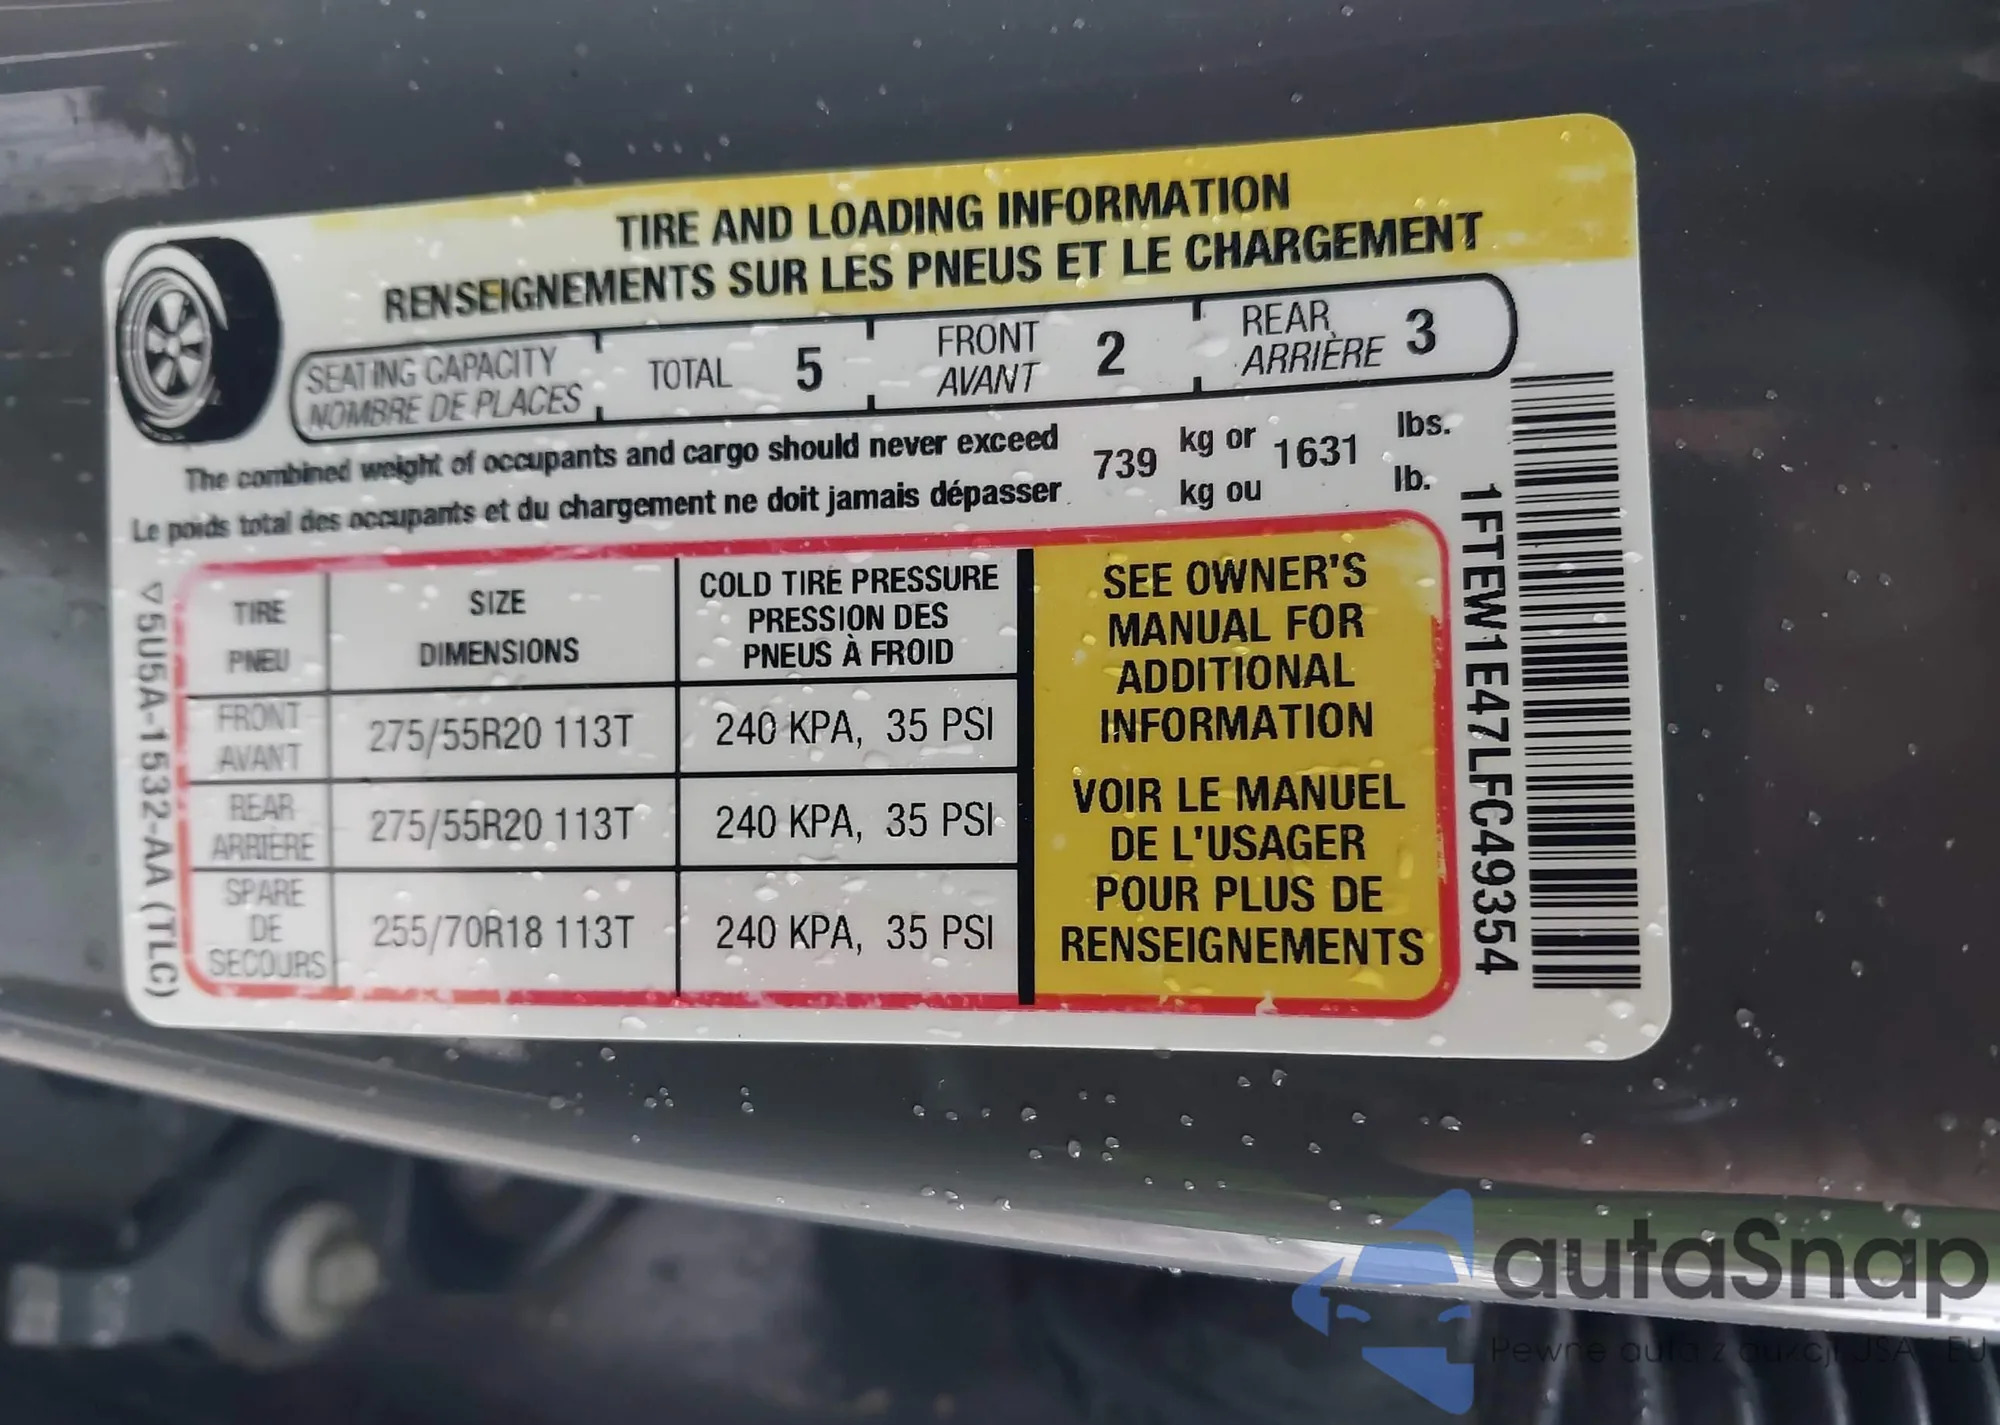 TIRE AND LOADING INFORMATION
RENSEIGNEMENTS SUR LES PNEUS ET LE CHARGEMENT
SEATING CAPACITY
NOMBRE DE PLACES
TOTAL 5
FRONT
AVANT
2
REAR
ARRIÈRE
3
The combined weight of occupants and cargo should never exceed
Le poids total des occupants et du chargement ne doit jamais dépasser
739
kg or
kg ou
1631
lbs.
lb.
TIRE
PNEU
SIZE
DIMENSIONS
COLD TIRE PRESSURE
PRESSION DES
PNEUS À FROID
FRONT
AVANT
275/55R20 113T
240 KPA, 35 PSI
REAR
ARRIÈRE
275/55R20 113T
240 KPA, 35 PSI
SPARE
DE
SECOURS
255/70R18 113T
240 KPA, 35 PSI
SEE OWNER'S
MANUAL FOR
ADDITIONAL
INFORMATION
VOIR LE MANUEL
DE L'USAGER
POUR PLUS DE
RENSEIGNEMENTS
5U5A-1532-AA (TLC)
1FTEW1E47LFC49354
autaSnap
Pewne auta z aukcji USA - EU